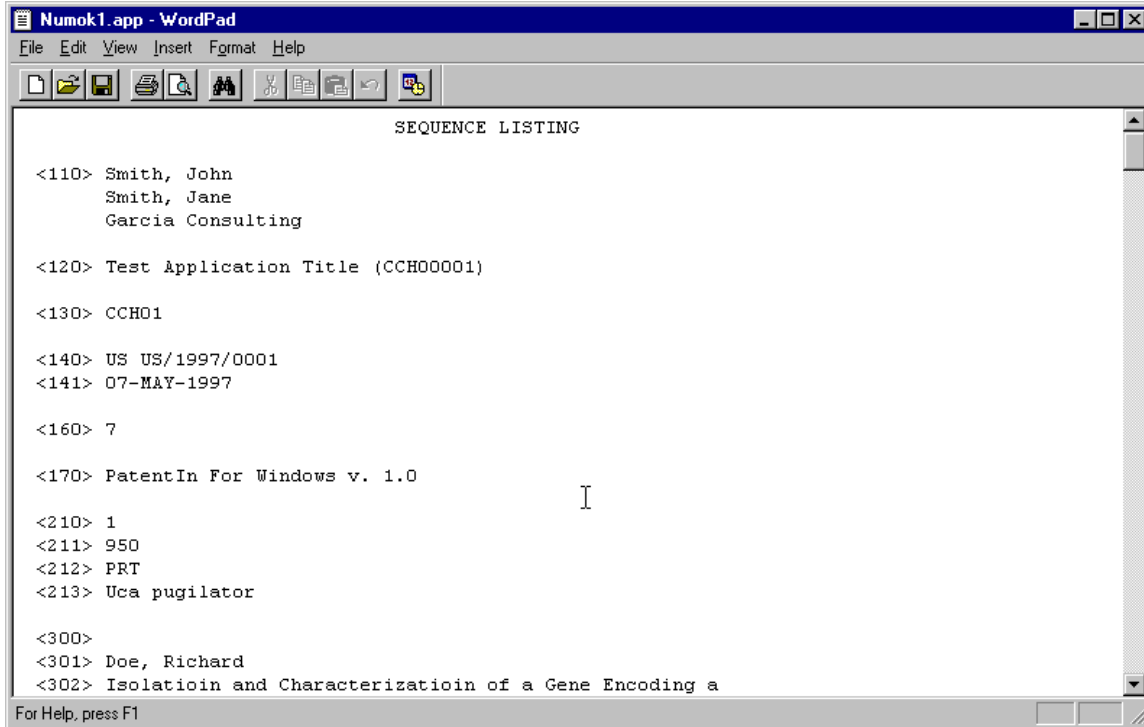 Numok1.app - WordPad
File Edit View Insert Format Help
SEQUENCE LISTING
<110> Smith, John
Smith, Jane
Garcia Consulting
<120> Test Application Title (CCH00001)
<130> CCH01
<140> US US/1997/0001
<141> 07-MAY-1997
<160> 7
<170> PatentIn For Windows v. 1.0
<210> 1
<211> 950
<212> PRT
<213> Uca pugilator
<300>
<301> Doe, Richard
<302> Isolatioin and Characterizatioin of a Gene Encoding a
For Help, press F1